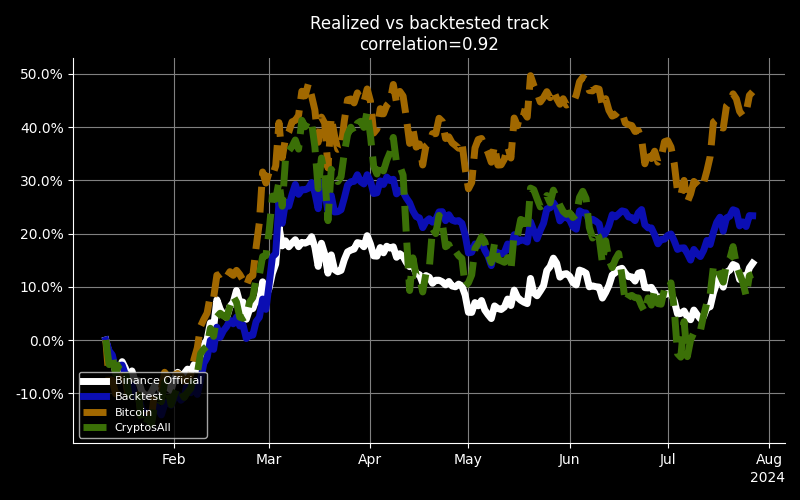 Realized vs backtested track
correlation=0.92
50.0%
40.0%
30.0%
20.0%
10.0%
0.0%
-10.0%
Binance Official
Backtest
Bitcoin
CryptosAll
Feb
Mar
Apr
May
Jun
Jul
Aug
2024